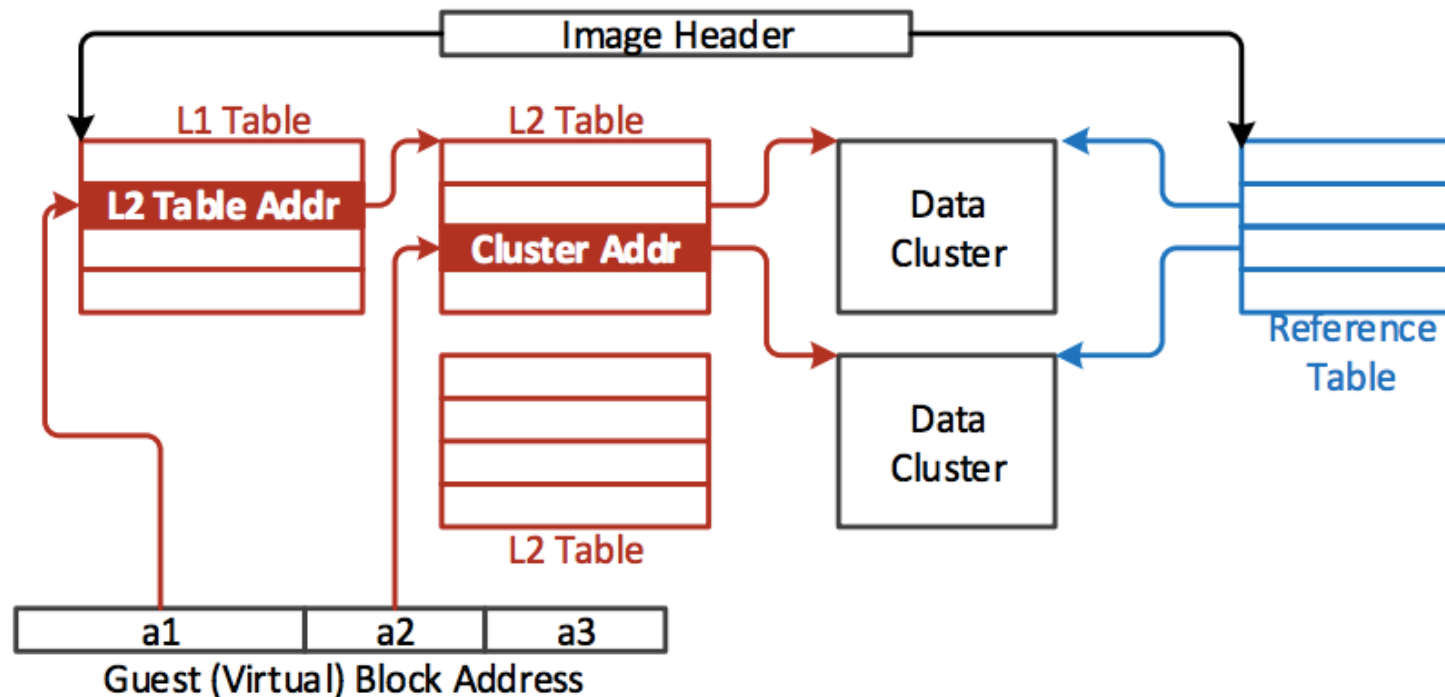 Image Header
L1 Table
L2 Table
L2 Table Addr
Cluster Addr
Data
Cluster
Reference
Table
Data
Cluster
L2 Table
a1 a2 a3
Guest (Virtual) Block Address